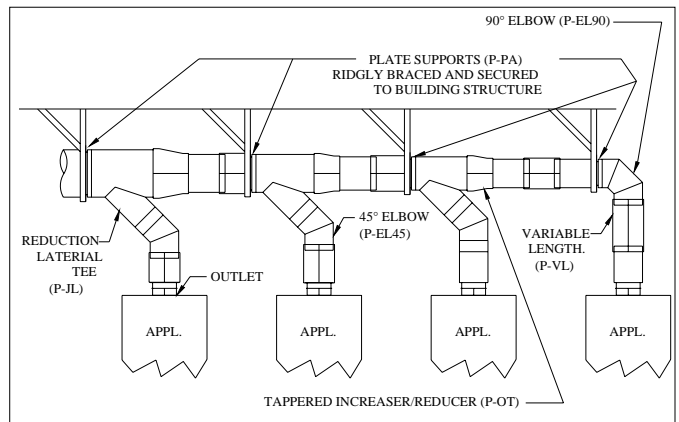 90° ELBOW (P-EL90)
PLATE SUPPORTS (P-PA)
RIDGLY BRACED AND SECURED
TO BUILDING STRUCTURE
REDUCTION
LATERIAL
TEE
(P-JL)
45° ELBOW
(P-EL45)
VARIABLE
LENGTH.
(P-VL)
OUTLET
APPL.
APPL.
APPL.
APPL.
TAPPERED INCREASER/REDUCER (P-OT)